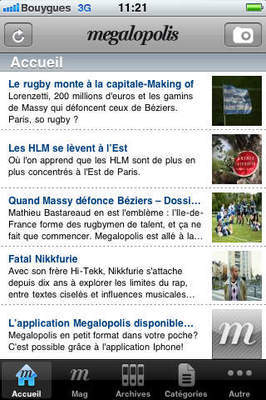 Bouygues 3G 11:21
megalopolis
Accueil
Le rugby monte à la capitale-Making of
Lorenzetti, 200 millions d'euros et les gamins
de Massy qui défoncent ceux de Béziers.
Paris, so rugby ?
Les HLM se lèvent à l'Est
Où l'on apprend que les HLM sont de plus en
plus concentrés à l'Est de Paris.
Quand Massy défonce Béziers – Dossi...
Mathieu Bastareaud en est l'emblème : l'Ile-de-
France forme des rugbymen de talent, et ça ne
fait que commencer. Megalopolis est allé à la...
Fatal Nikkfurie
Avec son frère Hi-Tekk, Nikkfurie s'attache
depuis dix ans à explorer les limites du rap,
entre textes ciselés et influences musicales...
L'application Megalopolis disponible...
Megalopolis en petit format dans votre poche?
C'est possible grâce à l'application Iphone!
m
Accueil Mag Archives Catégories Autre